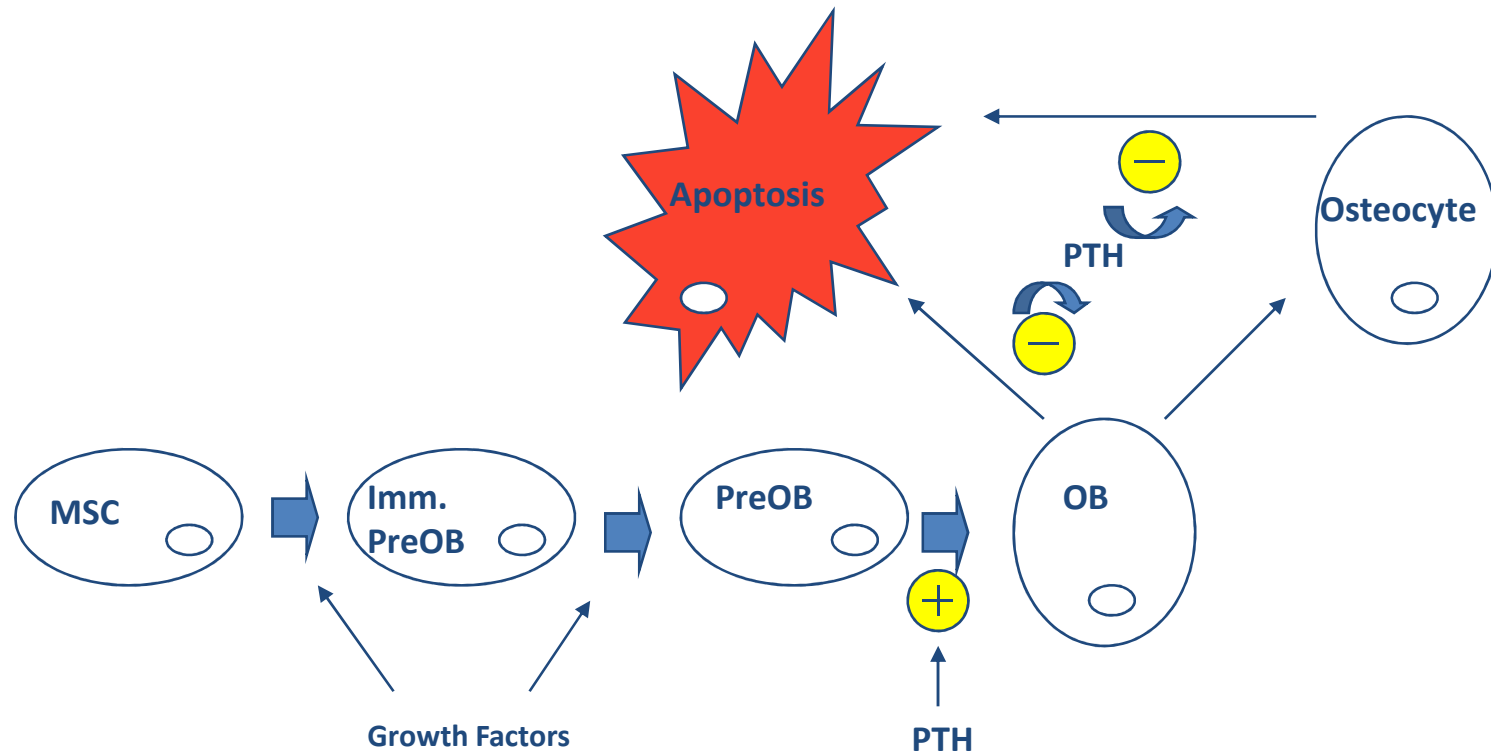 Apoptosis
Osteocyte
PTH
MSC
Imm.
PreOB
PreOB
OB
Growth Factors
PTH